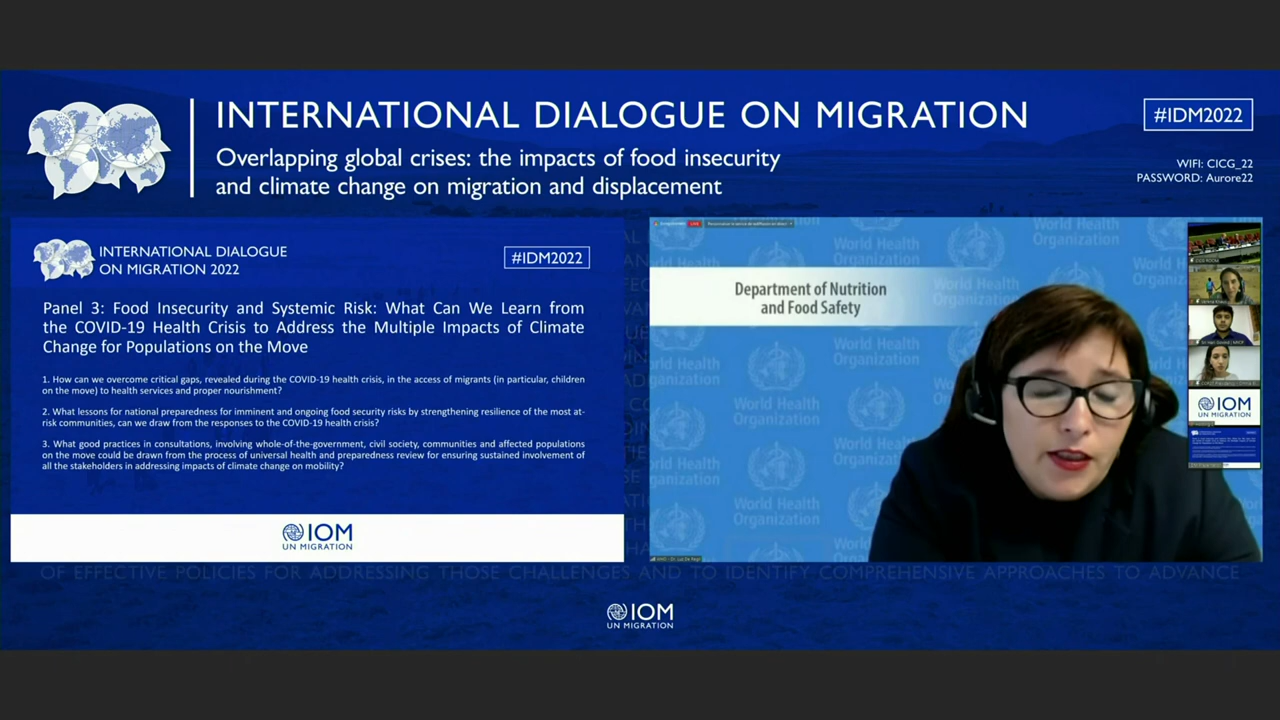 INTERNATIONAL DIALOGUE ON MIGRATION
Overlapping global crises: the impacts of food insecurity
and climate change on migration and displacement
#IDM2022
WIFI: CICG_22
PASSWORD: Aurore22
INTERNATIONAL DIALOGUE
ON MIGRATION 2022
#IDM2022
Panel 3: Food Insecurity and Systemic Risk: What Can We Learn from
the COVID-19 Health Crisis to Address the Multiple Impacts of Climate
Change for Populations on the Move
1. How can we overcome critical gaps, revealed during the COVID-19 health crisis, in the access of migrants (in particular, children
on the move) to health services and proper nourishment?
2. What lessons for national preparedness for imminent and ongoing food security risks by strengthening resilience of the most at-
risk communities, can we draw from the responses to the COVID-19 health crisis?
3. What good practices in consultations, involving whole-of-the-government, civil society, communities and affected populations
on the move could be drawn from the process of universal health and preparedness review for ensuring sustained involvement of
all the stakeholders in addressing impacts of climate change on mobility?
IOM
UN MIGRATION
LIVE
World Health
Organization
Department of Nutrition
and Food Safety
World Health
Organization
World Health
Organization
World Health
Organization
IOM
UN MIGRATION
OF EFFECTIVE POLICIES FOR ADDRESSING THOSE CHALLENGES AND TO IDENTIFY COMPREHENSIVE APPROACHES TO ADVANCE
IOM
UN MIGRATION